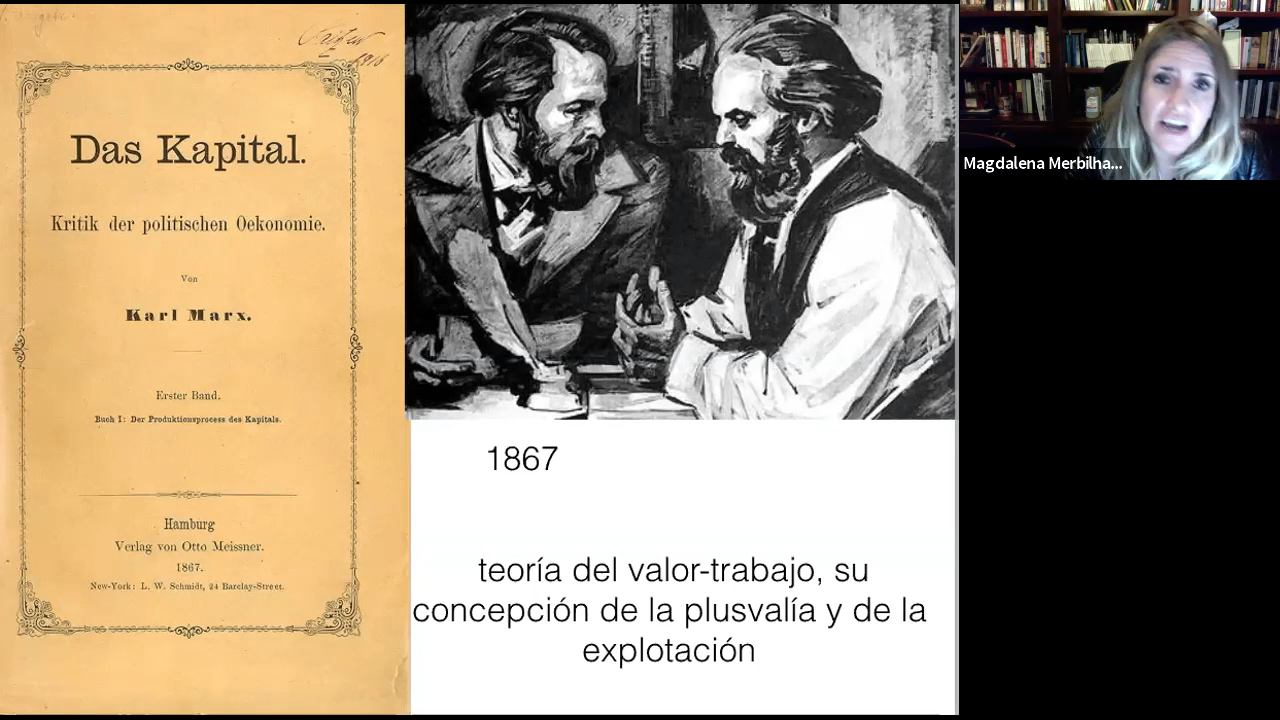 Das Kapital.
Kritik der politischen Oekonomie.
Von
Karl Marx.
Erster Band.
Buch I: Der Produktionsprocess des Kapitals.
Hamburg
Verlag von Otto Meissner.
1867.
New-York: L. W. Schmidt, 24 Barclay-Street.
1867
teoría del valor-trabajo, su
concepción de la plusvalía y de la
explotación
Magdalena Merbilha...